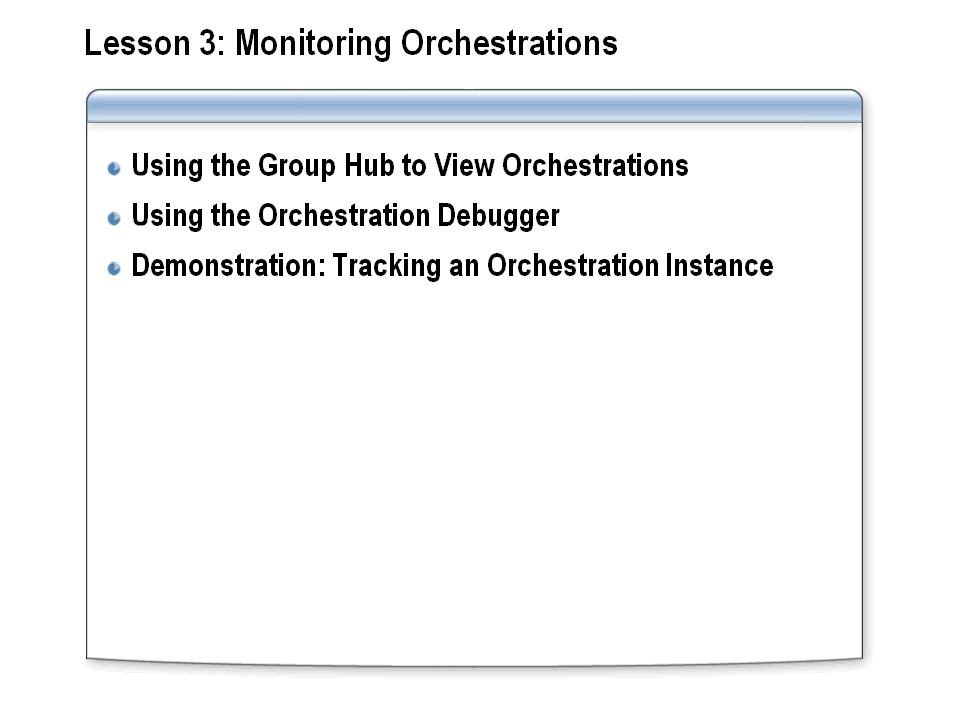 Lesson 3: Monitoring Orchestrations
Using the Group Hub to View Orchestrations
Using the Orchestration Debugger
Demonstration: Tracking an Orchestration Instance